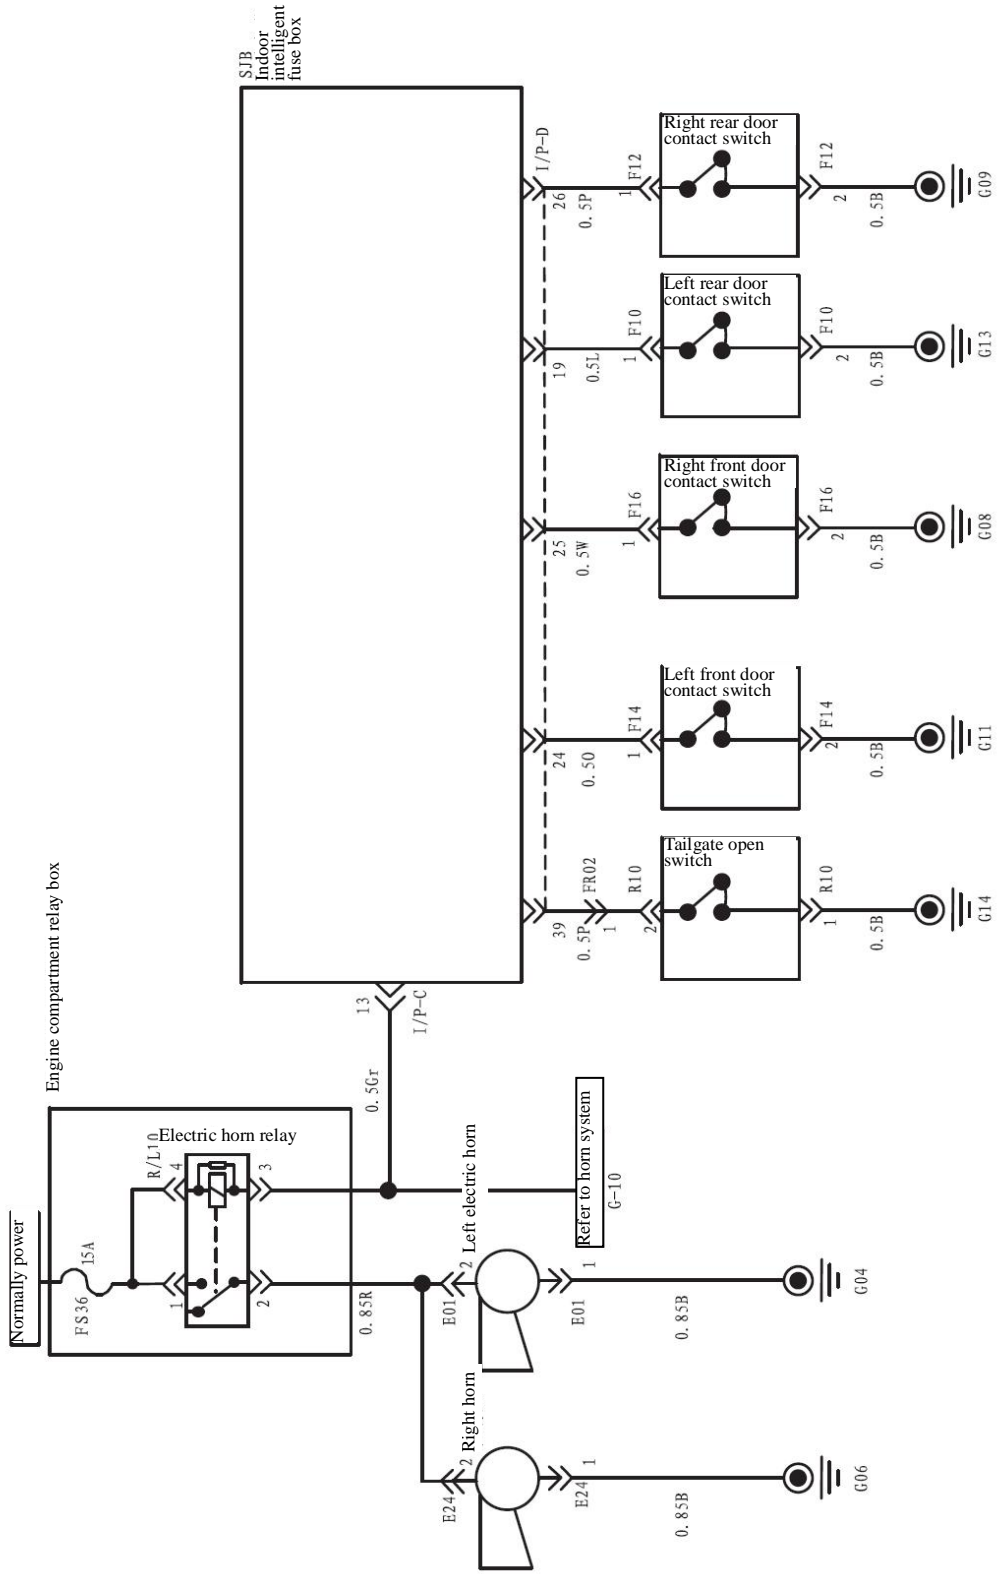 SJB
Indoor
intelligent
fuse box
I/P-D
26
0.5P
1
F12
Right rear door
contact switch
F12
2
0.5B
G09
19
0.5L
1
F10
Left rear door
contact switch
F10
2
0.5B
G13
25
0.5W
1
F16
Right front door
contact switch
F16
2
0.5B
G08
24
0.5O
1
F14
Left front door
contact switch
F14
2
0.5B
G11
39
0.5P
FR02
1
R10
2
Tailgate open
switch
R10
1
0.5B
G14
13
I/P-C
0.5Gr
Engine compartment relay box
Normally power
FS36
15A
R/L10
Electric horn relay
4
3
1
2
0.85R
Refer to horn system
G-10
Left electric horn
E01
2
E01
1
0.85B
G04
Right horn
E24
2
E24
1
0.85B
G06